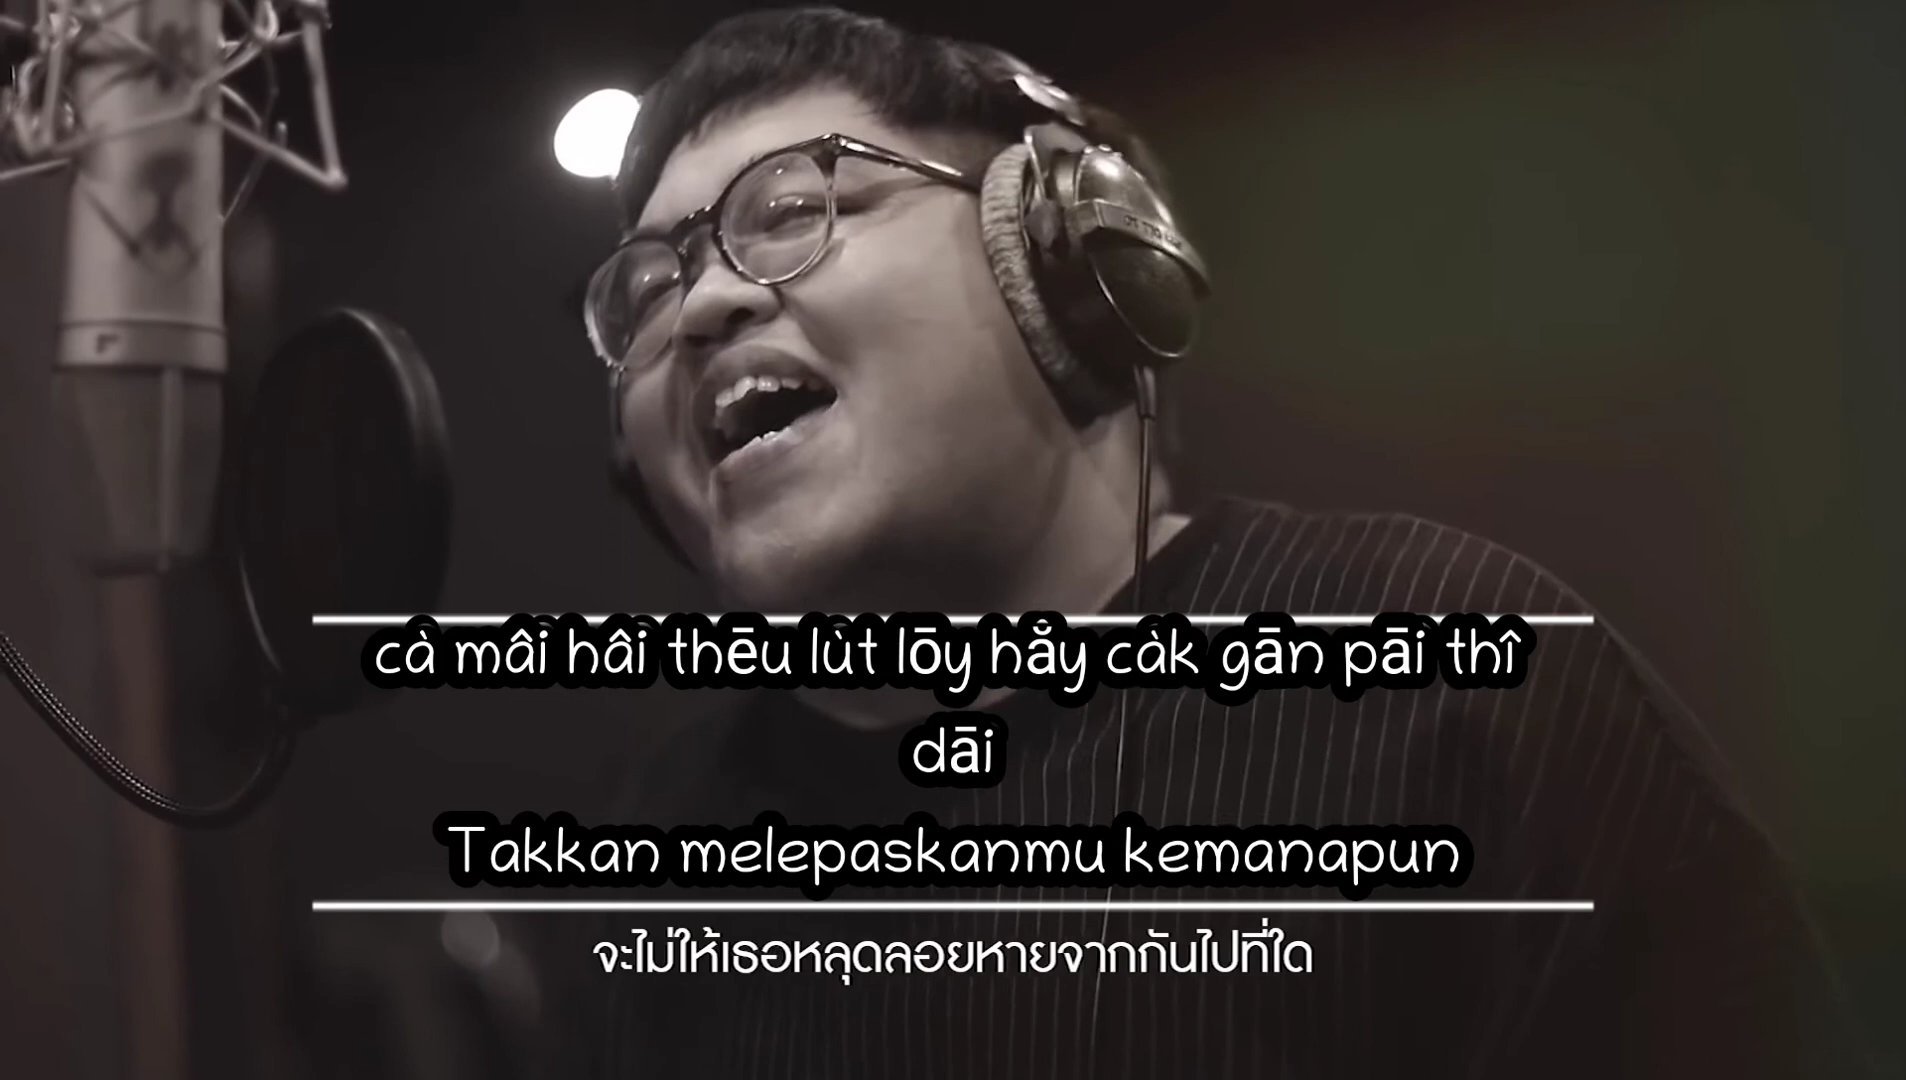 cà mâi hâi thēu lùt lōy hẳy càk gān pāi thî
dāi
Takkan melepaskanmu kemanapun
จะไม่ให้เธอหลุดลอยหายจากกันไปที่ใด